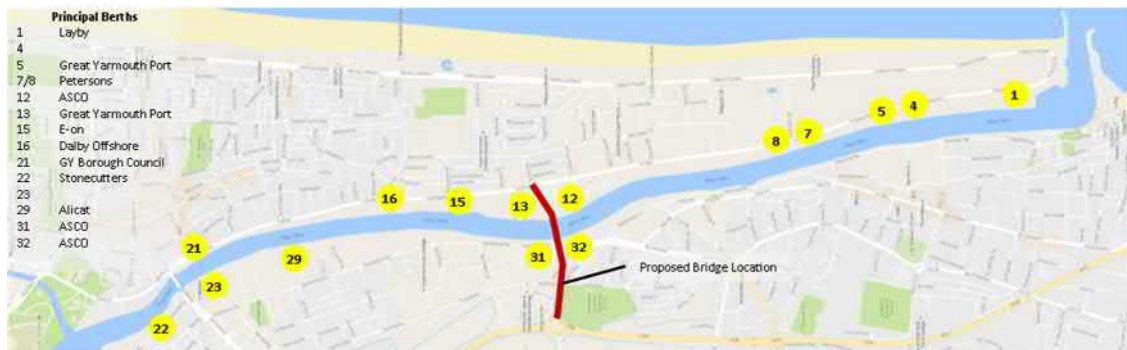 Principal Berths
1 Layby
4
5 Great Yarmouth Port
7/8 Petersons
12 ASCO
13 Great Yarmouth Port
15 E-on
16 Dalby Offshore
21 GY Borough Council
22 Stonecutters
23
29 Alicat
31 ASCO
32 ASCO
1
4
5
7
8
12
16
15
13
32
31
21
29
23
22
Proposed Bridge Location